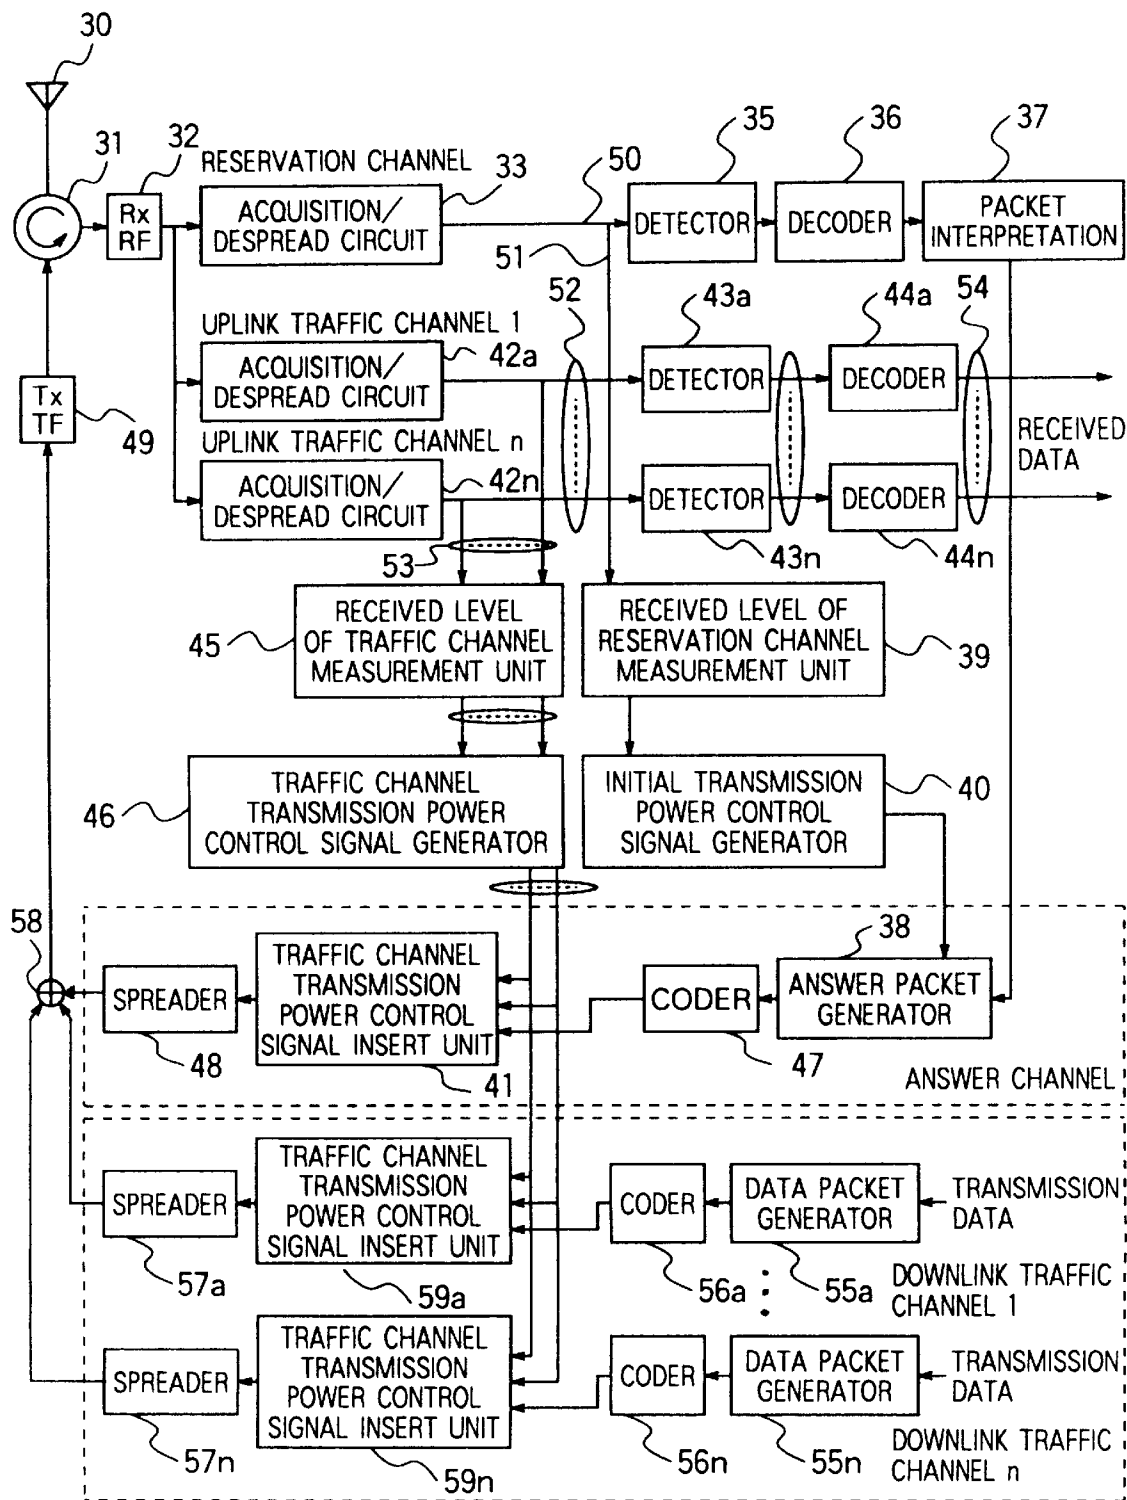 30
31
32
RESERVATION CHANNEL
33
50
35
36
37
Rx
RF
ACQUISITION/
DESPREAD CIRCUIT
DETECTOR
DECODER
PACKET
INTERPRETATION
51
52
43a
44a
54
UPLINK TRAFFIC CHANNEL 1
42a
ACQUISITION/
DESPREAD CIRCUIT
DETECTOR
DECODER
Tx
TF
49
UPLINK TRAFFIC CHANNEL n
42n
RECEIVED
DATA
ACQUISITION/
DESPREAD CIRCUIT
DETECTOR
DECODER
53
43n
44n
45
RECEIVED LEVEL
OF TRAFFIC CHANNEL
MEASUREMENT UNIT
RECEIVED LEVEL OF
RESERVATION CHANNEL
MEASUREMENT UNIT
39
46
TRAFFIC CHANNEL
TRANSMISSION POWER
CONTROL SIGNAL GENERATOR
INITIAL TRANSMISSION
POWER CONTROL
SIGNAL GENERATOR
40
58
38
SPREADER
48
TRAFFIC CHANNEL
TRANSMISSION
POWER CONTROL
SIGNAL INSERT UNIT
41
CODER
47
ANSWER PACKET
GENERATOR
ANSWER CHANNEL
SPREADER
57a
TRAFFIC CHANNEL
TRANSMISSION
POWER CONTROL
SIGNAL INSERT UNIT
59a
CODER
56a
DATA PACKET
GENERATOR
55a
TRANSMISSION
DATA
DOWNLINK TRAFFIC
CHANNEL 1
SPREADER
57n
TRAFFIC CHANNEL
TRANSMISSION
POWER CONTROL
SIGNAL INSERT UNIT
59n
CODER
56n
DATA PACKET
GENERATOR
55n
TRANSMISSION
DATA
DOWNLINK TRAFFIC
CHANNEL n